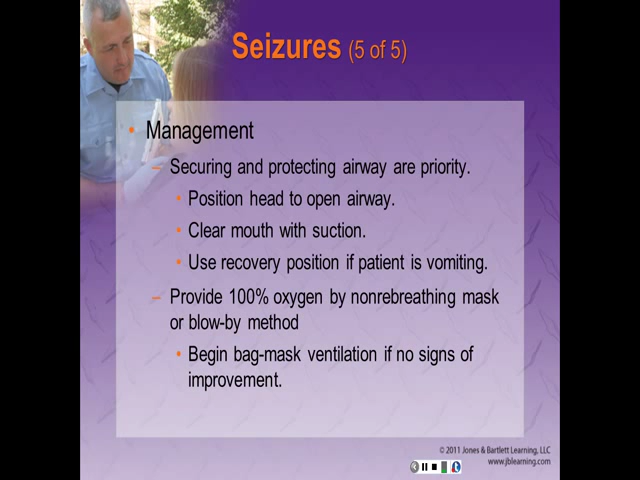 Seizures (5 of 5)
• Management
– Securing and protecting airway are priority.
• Position head to open airway.
• Clear mouth with suction.
• Use recovery position if patient is vomiting.
– Provide 100% oxygen by nonrebreathing mask
or blow-by method
• Begin bag-mask ventilation if no signs of
improvement.
© 2011 Jones & Bartlett Learning, LLC
www.jblearning.com